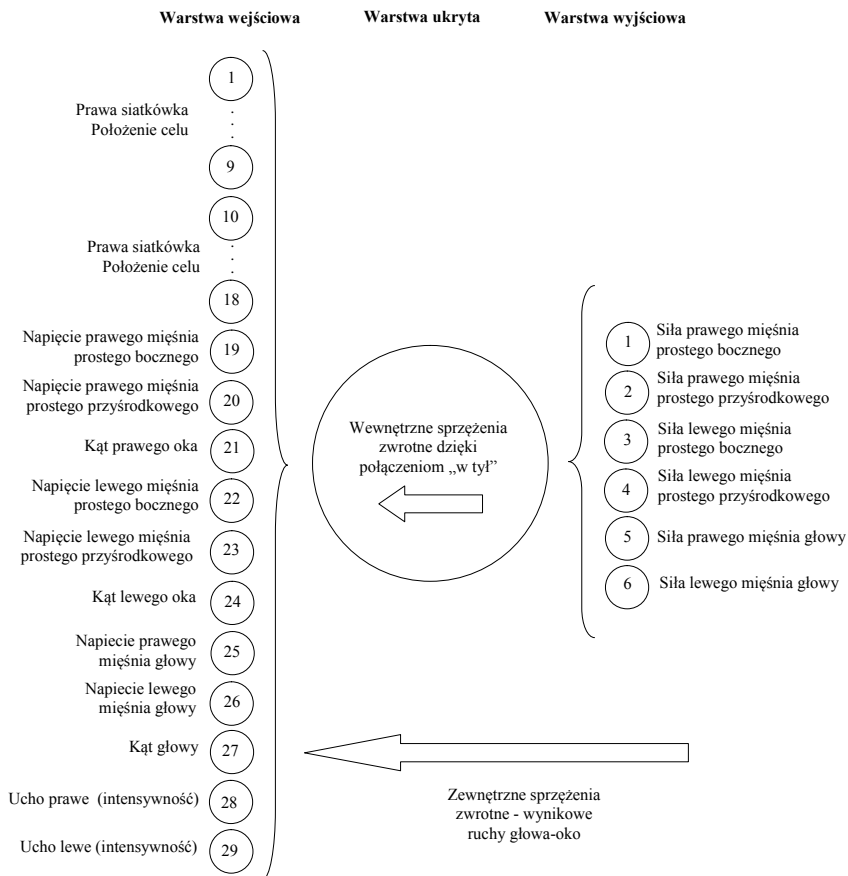 Warstwa wejściowa
Warstwa ukryta
Warstwa wyjściowa
1
Prawa siatkówka
Położenie celu
9
10
Prawa siatkówka
Położenie celu
18
Napięcie prawego mięśnia
prostego bocznego
19
Napięcie prawego mięśnia
prostego przyśrodkowego
20
Kąt prawego oka
21
Napięcie lewego mięśnia
prostego bocznego
22
Napięcie lewego mięśnia
prostego przyśrodkowego
23
Kąt lewego oka
24
Napiecie prawego
mięśnia głowy
25
Napiecie lewego
mięśnia głowy
26
Kąt głowy
27
Ucho prawe (intensywność)
28
Ucho lewe (intensywność)
29
Wewnętrzne sprzężenia
zwrotne dzięki
połączeniom „w tył”
1
Siła prawego mięśnia
prostego bocznego
2
Siła prawego mięśnia
prostego przyśrodkowego
3
Siła lewego mięśnia
prostego bocznego
4
Siła lewego mięśnia
prostego przyśrodkowego
5
Siła prawego mięśnia głowy
6
Siła lewego mięśnia głowy
Zewnętrzne sprzężenia
zwrotne - wynikowe
ruchy głowa-oko